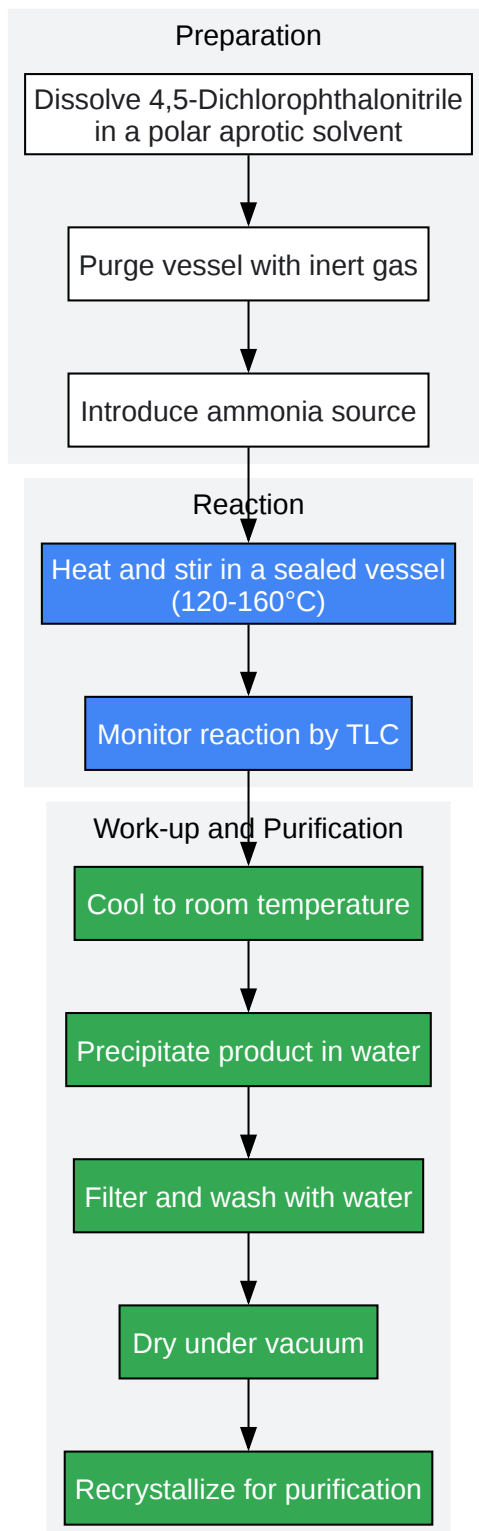 Preparation
Dissolve 4,5-Dichlorophthalonitrile
in a polar aprotic solvent
Purge vessel with inert gas
Introduce ammonia source
Reaction
Heat and stir in a sealed vessel
(120-160°C)
Monitor reaction by TLC
Work-up and Purification
Cool to room temperature
Precipitate product in water
Filter and wash with water
Dry under vacuum
Recrystallize for purification